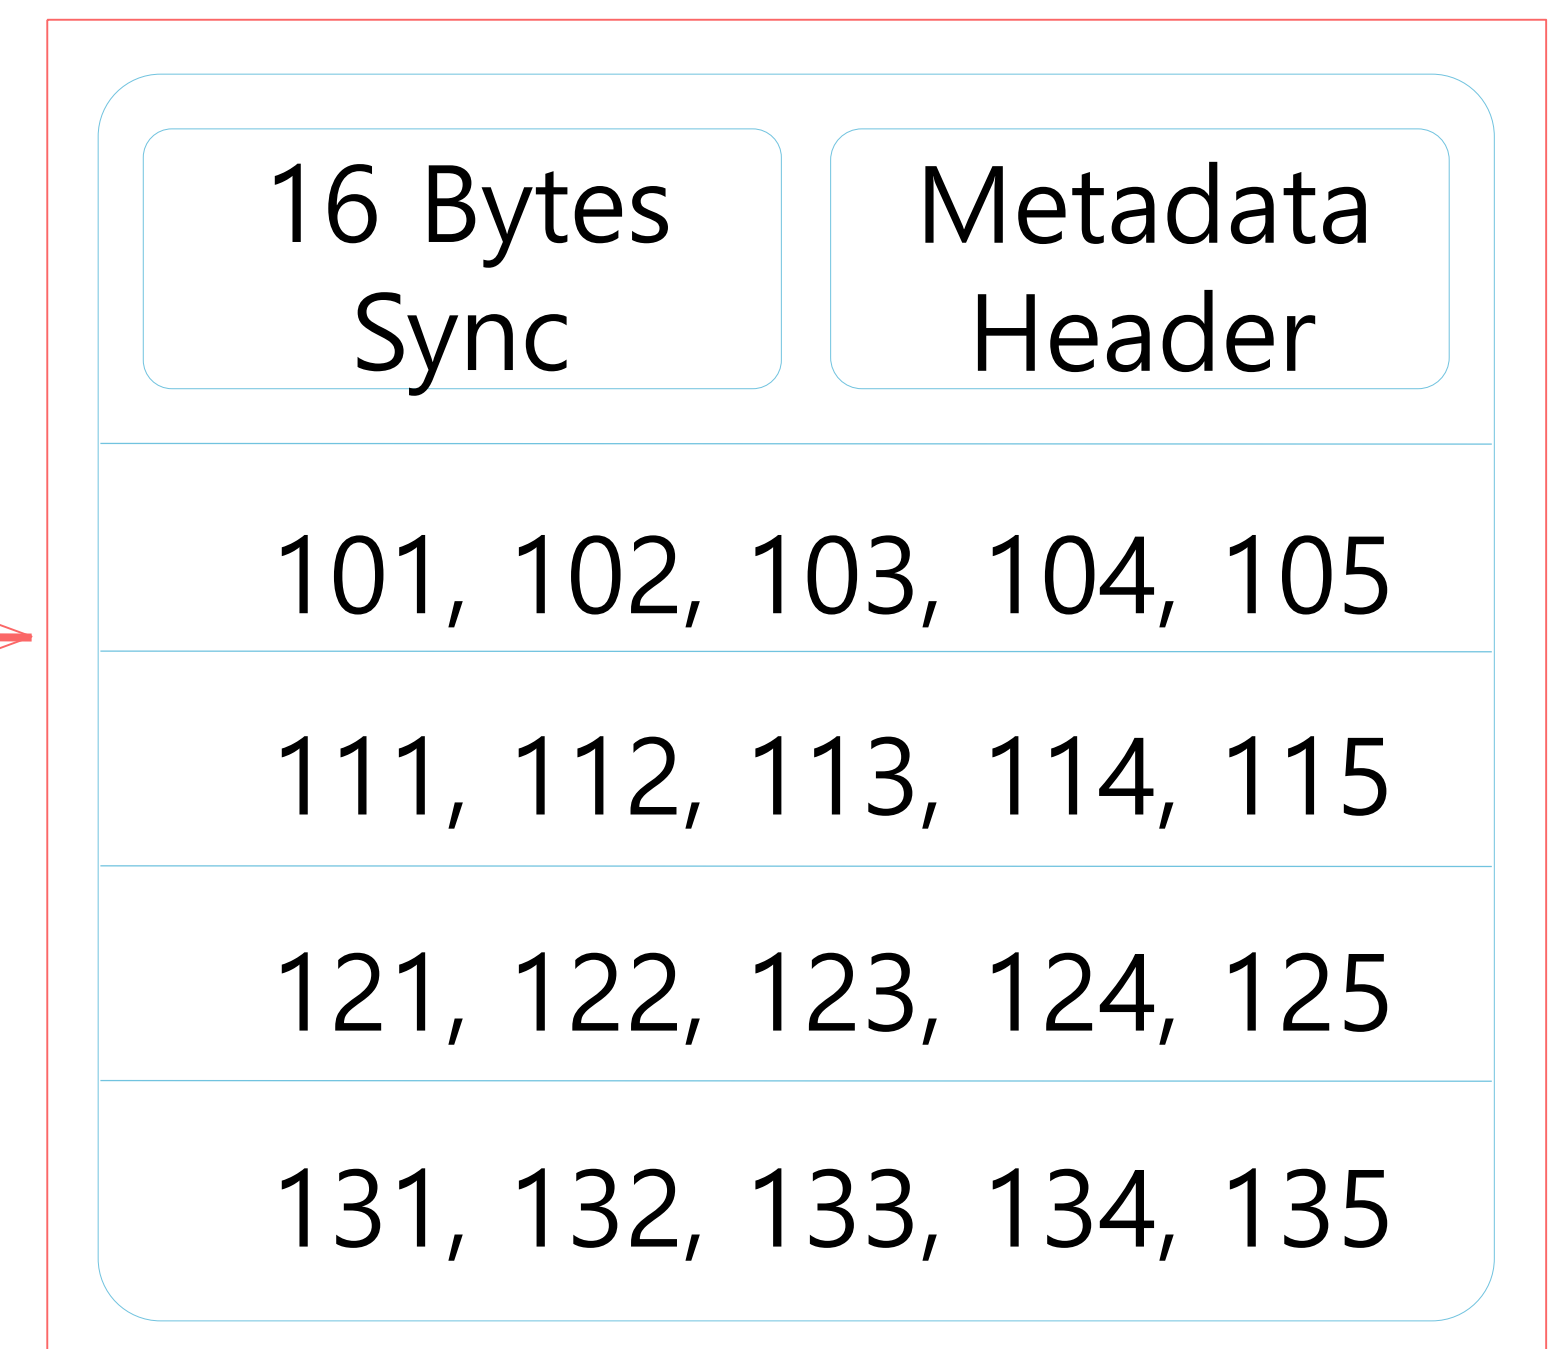 16 Bytes
Sync
Metadata
Header
101, 102, 103, 104, 105
111, 112, 113, 114, 115
121, 122, 123, 124, 125
131, 132, 133, 134, 135